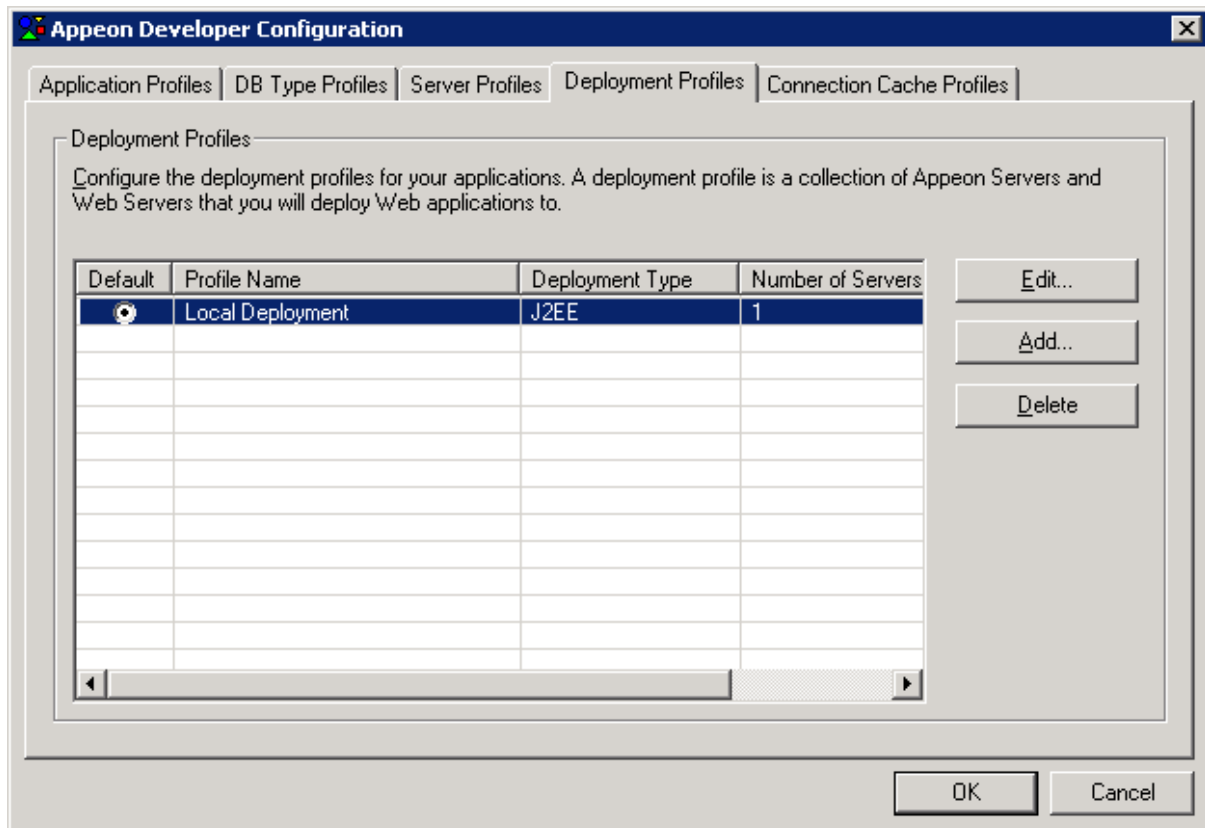 Appeon Developer Configuration
Application Profiles DB Type Profiles Server Profiles Deployment Profiles Connection Cache Profiles
Deployment Profiles
Configure the deployment profiles for your applications. A deployment profile is a collection of Appeon Servers and
Web Servers that you will deploy Web applications to.
Default Profile Name Deployment Type Number of Servers
Local Deployment J2EE 1
Edit...
Add...
Delete
OK Cancel